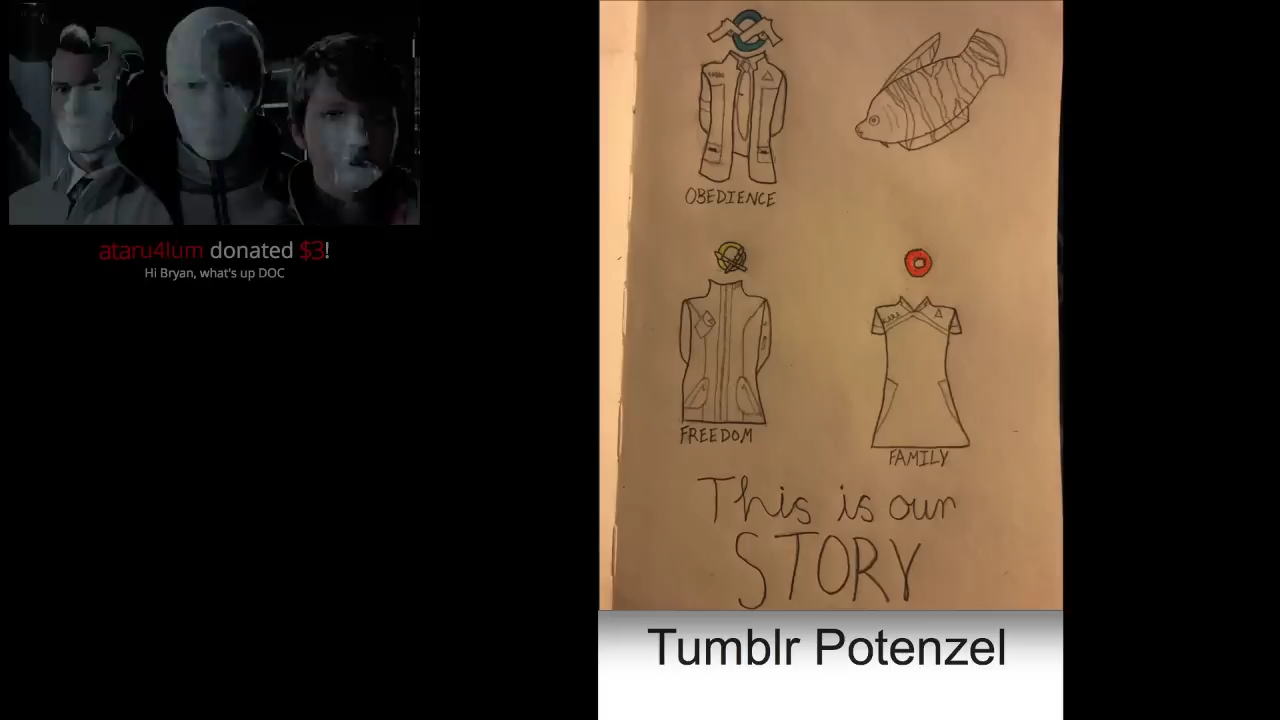 ataru4lum donated $3!
Hi Bryan, what's up DOC
OBEDIENCE
FREEDOM
FAMILY
This is our
STORY
Tumblr Potenzel